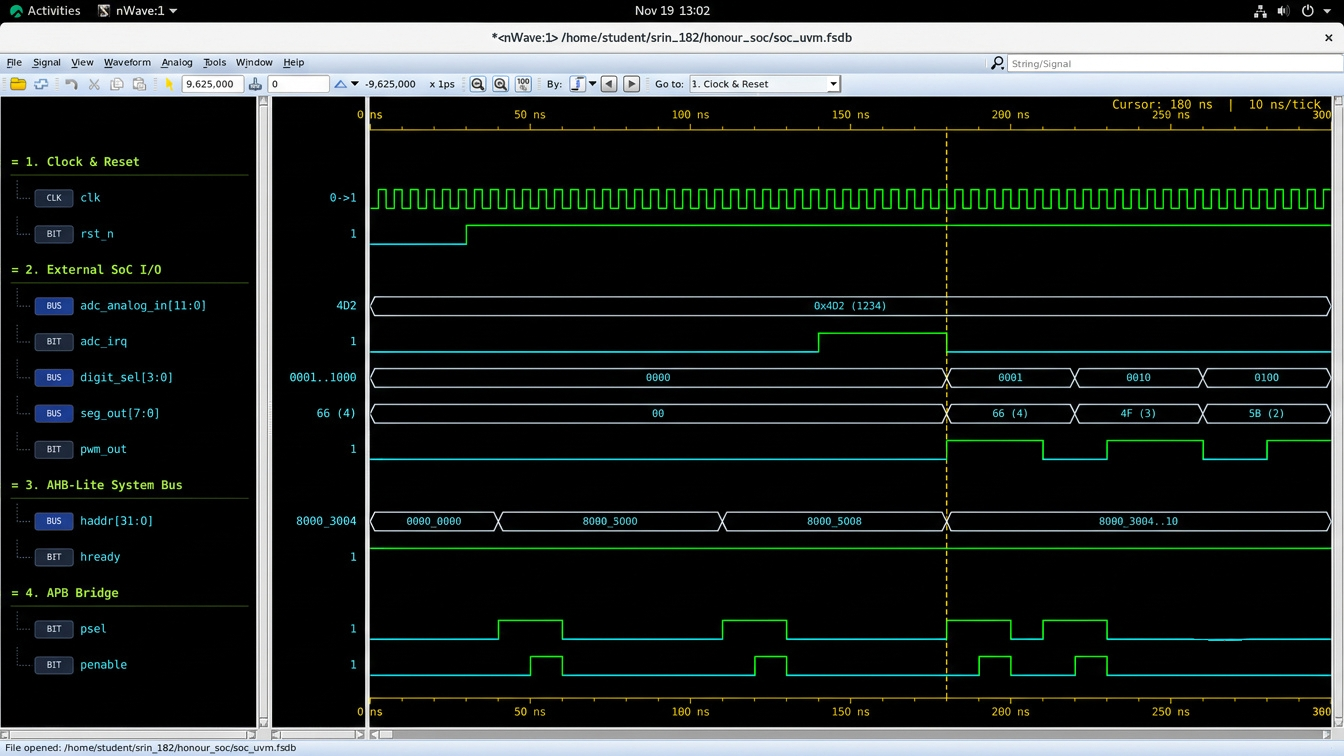 Activities nWave:1 Nov 19 13:02
*<nWave:1> /home/student/srin_182/honour_soc/soc_uvm.fsdb ×
File Signal View Waveform Analog Tools Window Help String/Signal
9.625,000 0 -9,625,000 x 1ps 100% By: Go to: 1. Clock & Reset
Cursor: 180 ns | 10 ns/tick
0 ns 50 ns 100 ns 150 ns 200 ns 250 ns 300
= 1. Clock & Reset
CLK clk 0->1
BIT rst_n 1
= 2. External SoC I/O
BUS adc_analog_in[11:0] 4D2 0x4D2 (1234)
BIT adc_irq 1
BUS digit_sel[3:0] 0001..1000 0000 0001 0010 0100
BUS seg_out[7:0] 66 (4) 00 66 (4) 4F (3) 5B (2)
BIT pwm_out 1
= 3. AHB-Lite System Bus
BUS haddr[31:0] 8000_3004 0000_0000 8000_5000 8000_5008 8000_3004..10
BIT hready 1
= 4. APB Bridge
BIT psel 1
BIT penable 1
0 ns 50 ns 100 ns 150 ns 200 ns 250 ns 300
File opened: /home/student/srin_182/honour_soc/soc_uvm.fsdb